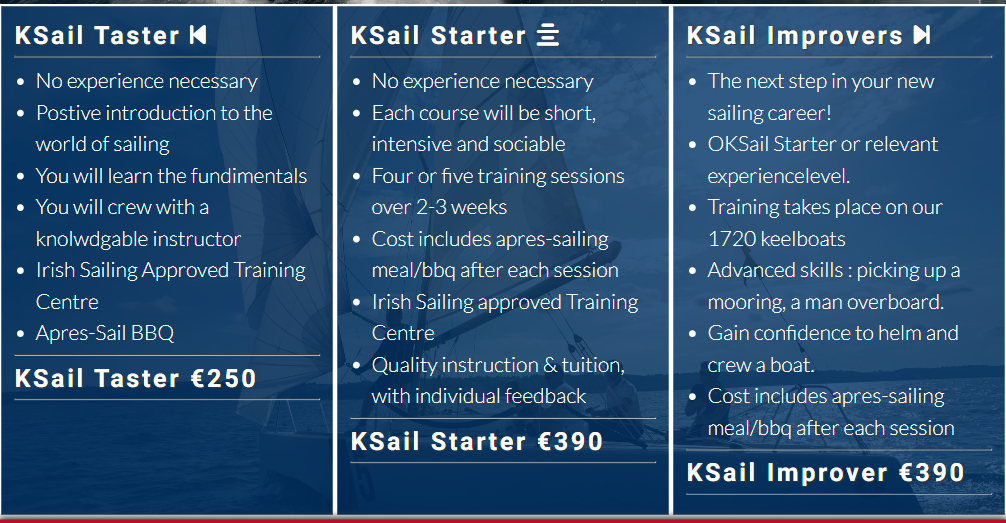 KSail Taster
No experience necessary
Postive introduction to the
world of sailing
You will learn the fundimentals
You will crew with a
knolwdgable instructor
Irish Sailing Approved Training
Centre
Apres-Sail BBQ
KSail Taster €250
KSail Starter
No experience necessary
Each course will be short,
intensive and sociable
Four or five training sessions
over 2-3 weeks
Cost includes apres-sailing
meal/bbq after each session
Irish Sailing approved Training
Centre
Quality instruction & tuition,
with individual feedback
KSail Starter €390
KSail Improvers
The next step in your new
sailing career!
OKSail Starter or relevant
experiencelevel.
Training takes place on our
1720 keelboats
Advanced skills : picking up a
mooring, a man overboard.
Gain confidence to helm and
crew a boat.
Cost includes apres-sailing
meal/bbq after each session
KSail Improver €390